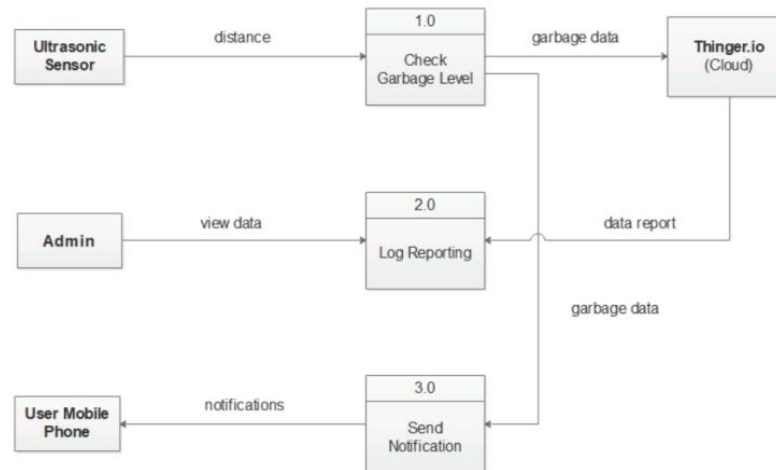 1.0
Ultrasonic
Sensor
distance
Check
Garbage Level
garbage data
Thinger.io
(Cloud)
2.0
Admin
view data
Log Reporting
data report
garbage data
3.0
User Mobile
Phone
notifications
Send
Notification